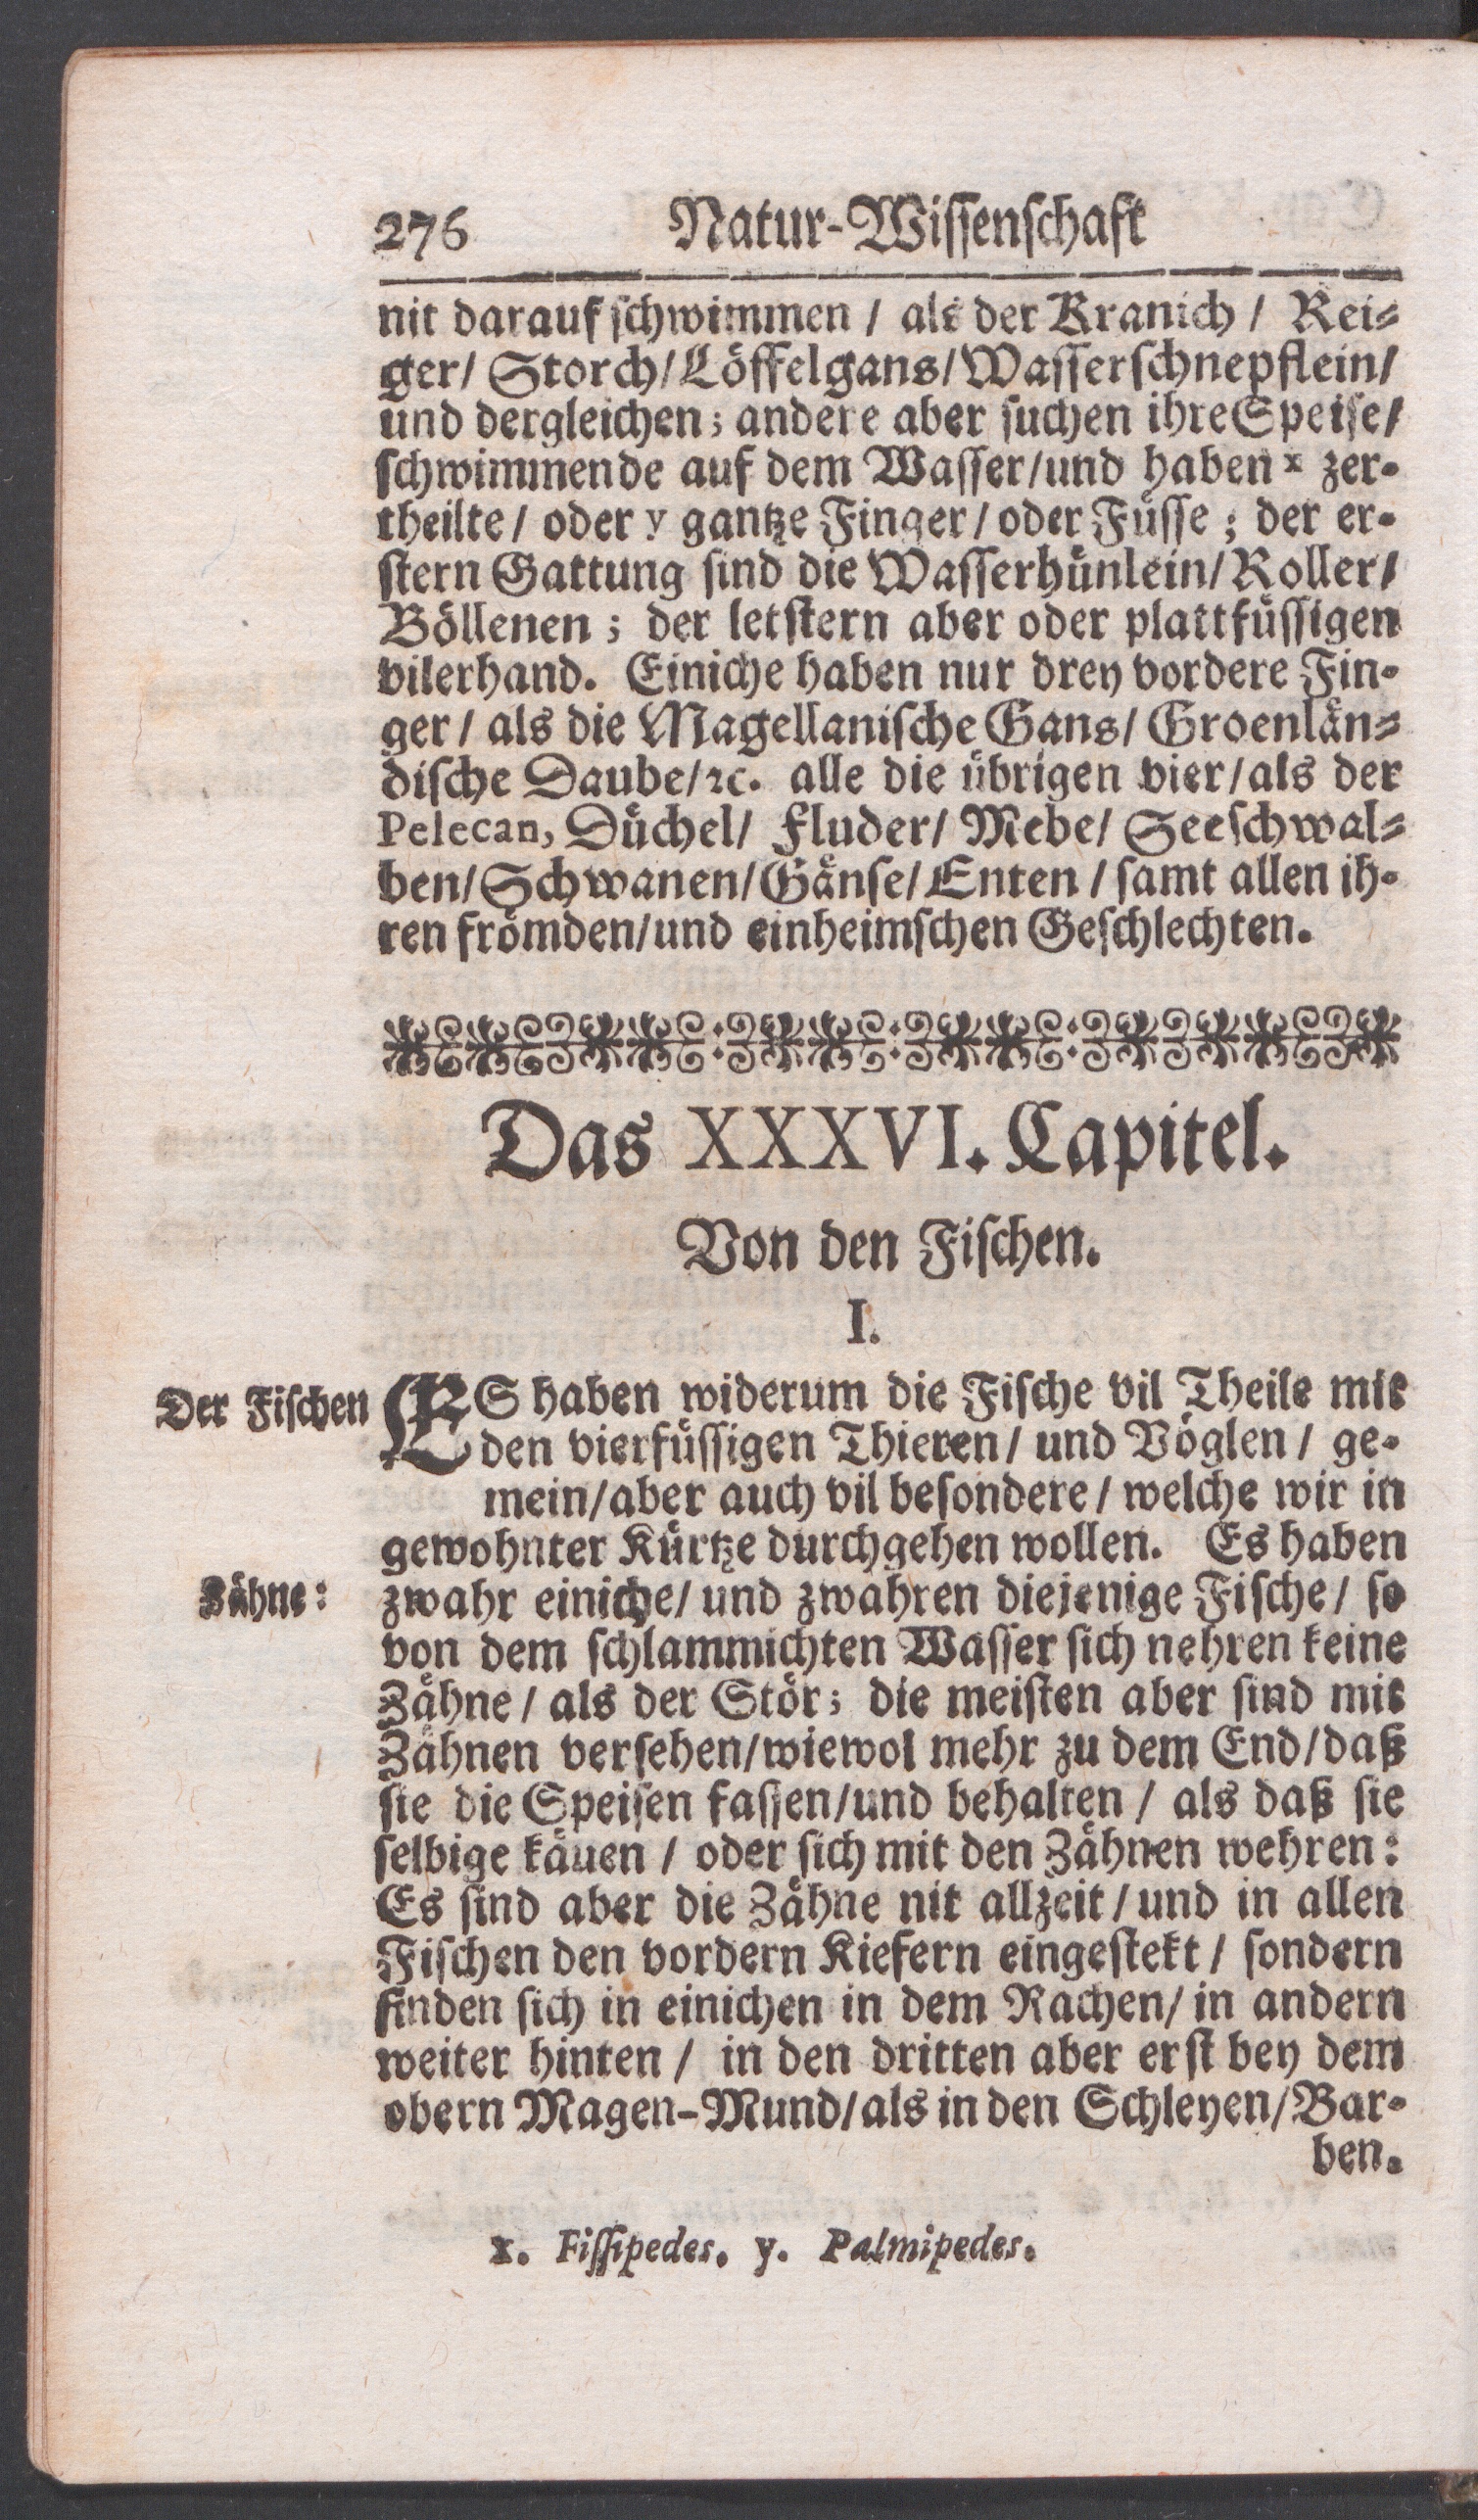 276 Natur-Wissenschaft
nit darauf schwimmen / als der Kranich / Rei-
ger/ Storch/ Löffelgans/ Wasserschnepflein/
und dergleichen; andere aber suchen ihre Speise/
schwimmende auf dem Wasser/und haben x zer-
theilte / oder y gantze Finger / oder Füsse; der er-
stern Gattung sind die Wasserhünlein/ Roller/
Böllenen; der letstern aber oder plattfüssigen
vilerhand. Einiche haben nur drey vordere Fin-
ger / als die Magellanische Gans/ Groenlän-
dische Daube/ ꝛc. alle die übrigen vier/als der
Pelecan, Düchel/ Fluder/ Mebe/ Seeschwal-
ben/ Schwanen/ Gänse/ Enten / samt allen ih-
ren frömden/und einheimschen Geschlechten.
Das XXXVI. Capitel.
Von den Fischen.
I.
Der Fischen
ES haben widerum die Fische vil Theile mit
den vierfüssigen Thieren / und Vöglen / ge-
mein/aber auch vil besondere / welche wir in
gewohnter Kürtze durchgehen wollen. Es haben
Zähne:
zwahr einiche/ und zwahren diejenige Fische / so
von dem schlammichten Wasser sich nehren keine
Zähne / als der Stör; die meisten aber sind mit
Zähnen versehen/wiewol mehr zu dem End/daß
sie die Speisen fassen/und behalten / als daß sie
selbige käuen / oder sich mit den Zähnen wehren:
Es sind aber die Zähne nit allzeit / und in allen
Fischen den vordern Kiefern eingestekt / sondern
finden sich in einichen in dem Rachen/ in andern
weiter hinten / in den dritten aber erst bey dem
obern Magen-Mund/als in den Schleyen/Bar-
ben.
x. Fissipedes. y. Palmipedes.